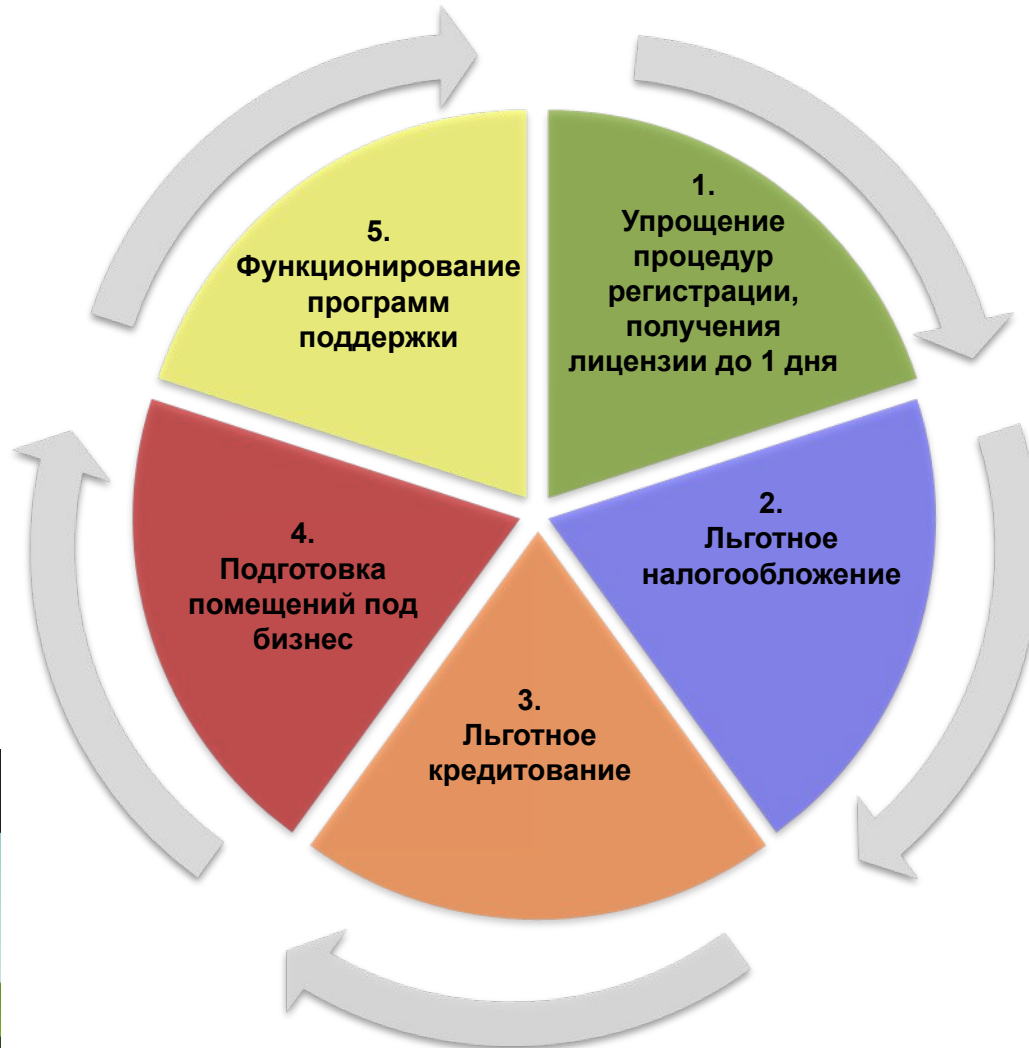 1.
Упрощение
процедур
регистрации,
получения
лицензии до 1 дня
2.
Льготное
налогообложение
3.
Льготное
кредитование
4.
Подготовка
помещений под
бизнес
5.
Функционирование
программ
поддержки